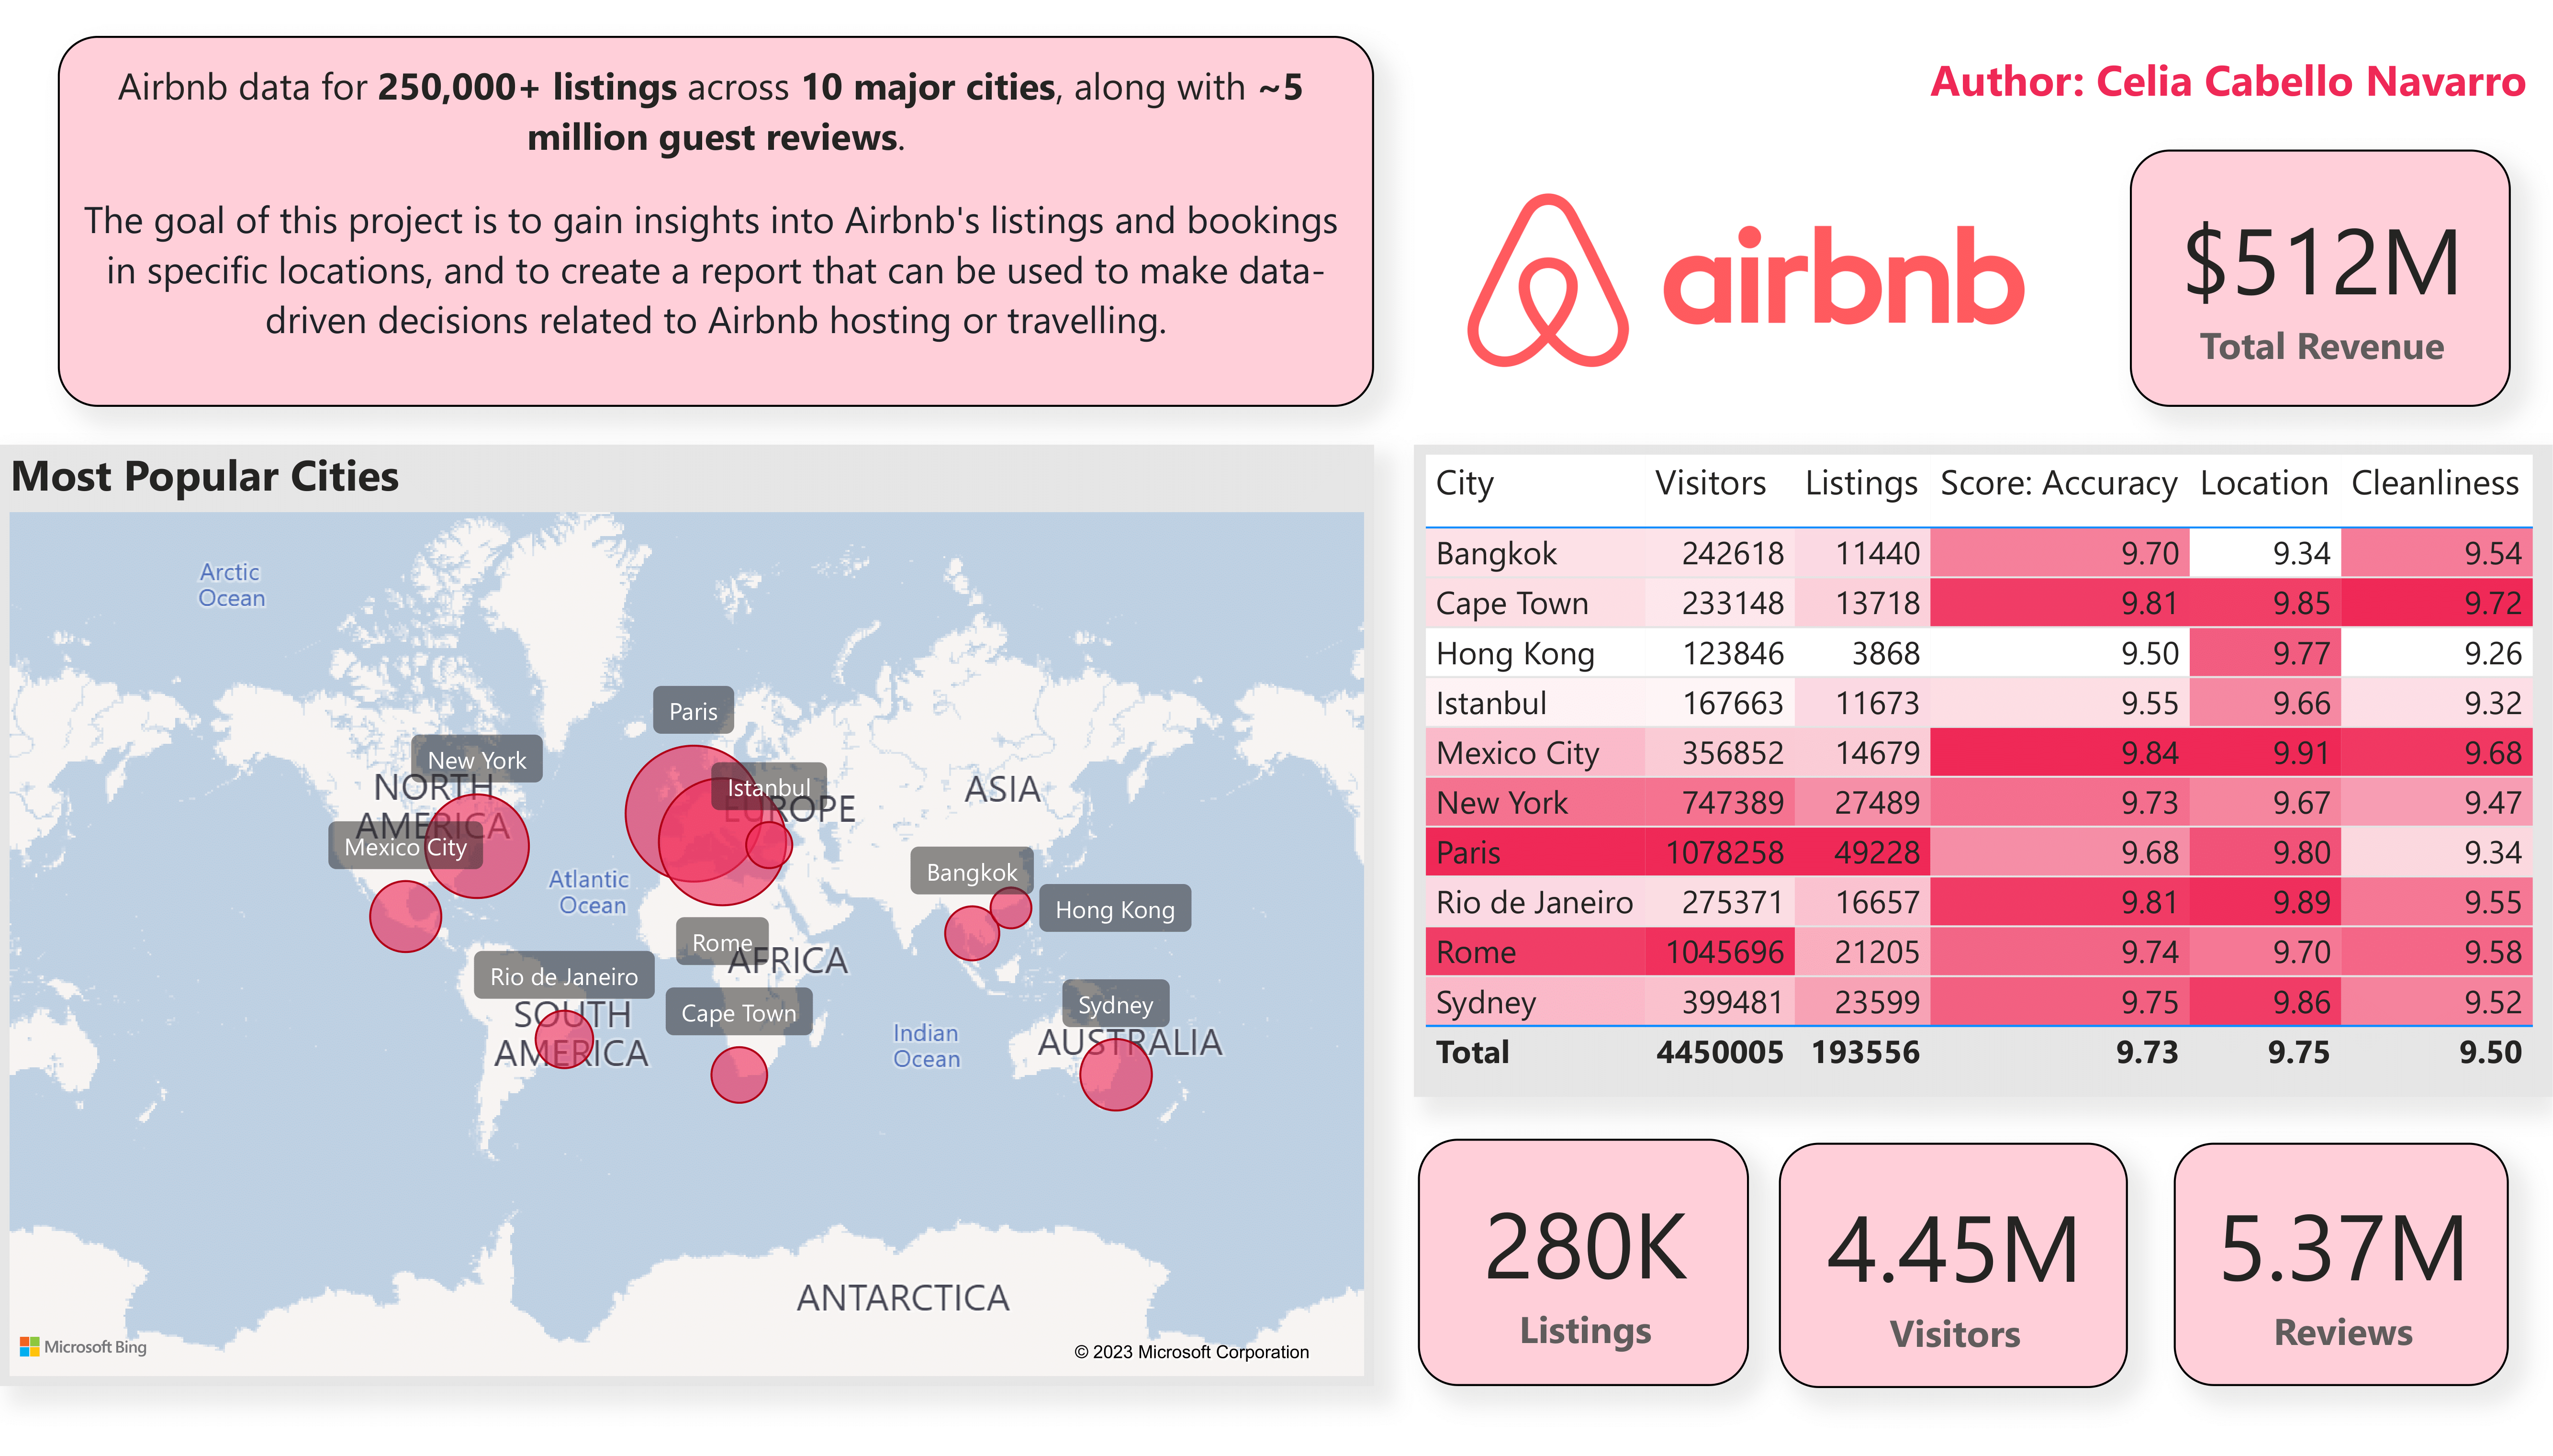 Airbnb data for 250,000+ listings across 10 major cities, along with ~5
million guest reviews.
The goal of this project is to gain insights into Airbnb's listings and bookings
in specific locations, and to create a report that can be used to make data-
driven decisions related to Airbnb hosting or travelling.
Author: Celia Cabello Navarro
airbnb
$512M
Total Revenue
Most Popular Cities
Arctic
Ocean
Paris
New York
NORTH
AMERICA
Mexico City
Istanbul
EUROPE
ASIA
Atlantic
Ocean
Bangkok
Hong Kong
Rome
AFRICA
Rio de Janeiro
SOUTH
AMERICA
Cape Town
Indian
Ocean
Sydney
AUSTRALIA
ANTARCTICA
Microsoft Bing
© 2023 Microsoft Corporation
City Visitors Listings Score: Accuracy Location Cleanliness
Bangkok 242618 11440 9.70 9.34 9.54
Cape Town 233148 13718 9.81 9.85 9.72
Hong Kong 123846 3868 9.50 9.77 9.26
Istanbul 167663 11673 9.55 9.66 9.32
Mexico City 356852 14679 9.84 9.91 9.68
New York 747389 27489 9.73 9.67 9.47
Paris 1078258 49228 9.68 9.80 9.34
Rio de Janeiro 275371 16657 9.81 9.89 9.55
Rome 1045696 21205 9.74 9.70 9.58
Sydney 399481 23599 9.75 9.86 9.52
Total 4450005 193556 9.73 9.75 9.50
280K
Listings
4.45M
Visitors
5.37M
Reviews